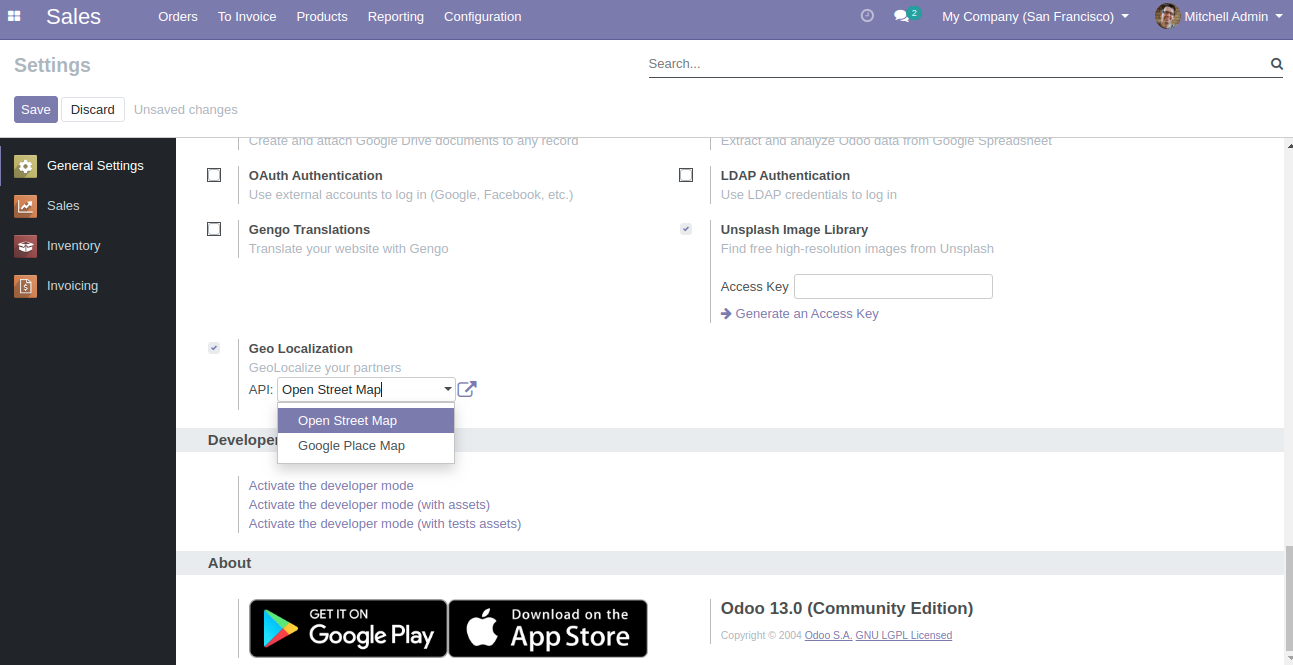 Sales
Orders To Invoice Products Reporting Configuration
2
My Company (San Francisco)
Mitchell Admin
Settings
Search...
Save Discard Unsaved changes
General Settings
Sales
Inventory
Invoicing
Create and attach Google Drive documents to any record
Extract and analyze Odoo data from Google Spreadsheet
OAuth Authentication
Use external accounts to log in (Google, Facebook, etc.)
LDAP Authentication
Use LDAP credentials to log in
Gengo Translations
Translate your website with Gengo
Unsplash Image Library
Find free high-resolution images from Unsplash
Access Key
Generate an Access Key
Geo Localization
GeoLocalize your partners
API: Open Street Map
Open Street Map
Google Place Map
Developer
Activate the developer mode
Activate the developer mode (with assets)
Activate the developer mode (with tests assets)
About
GET IT ON
Google Play
Download on the
App Store
Odoo 13.0 (Community Edition)
Copyright © 2004 Odoo S.A. GNU LGPL Licensed